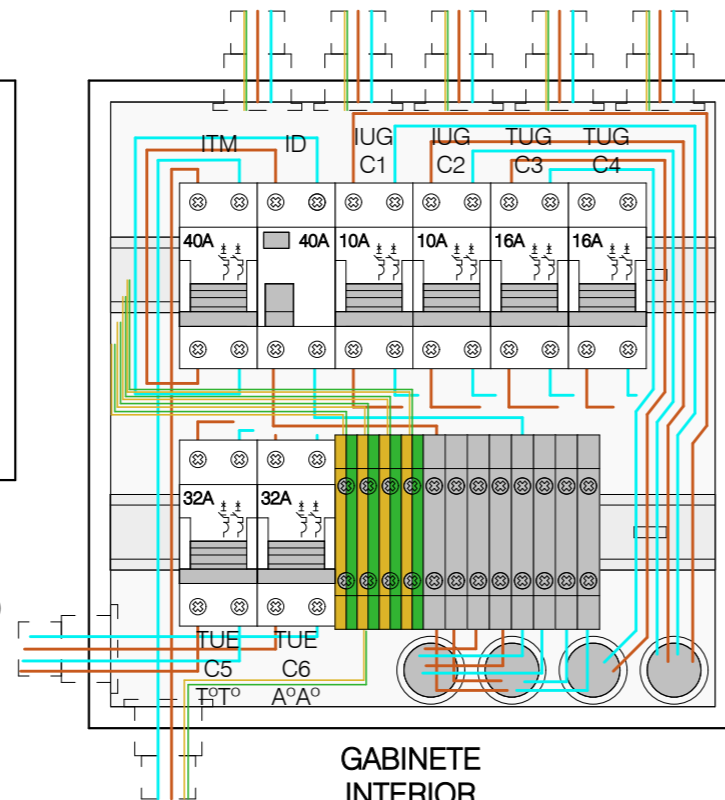 ITM ID IUG IUG TUG TUG
C1 C2 C3 C4
40A 40A 10A 10A 16A 16A
32A 32A
TUE TUE
C5 C6
T°T° A°A°
GABINETE
INTERIOR